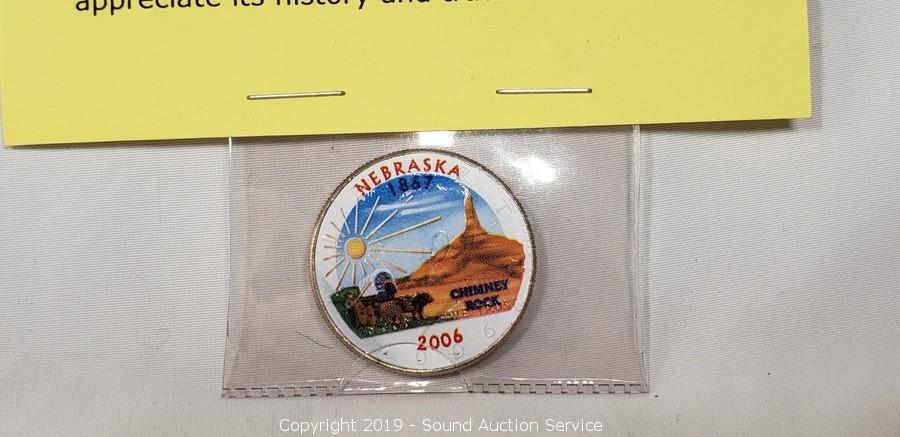 appreciate its history and
NEBRASKA
1867
CHIMNEY
ROCK
2006
Copyright 2019 - Sound Auction Service